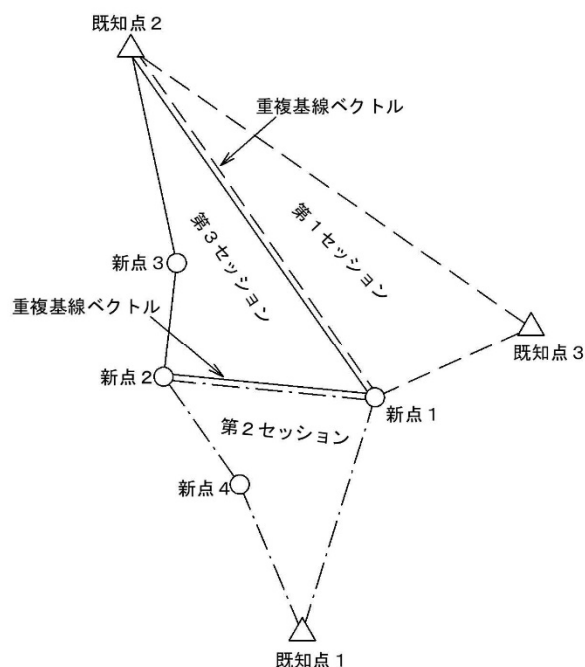 既知点2
重複基線ベクトル
第1セッション
第3セッション
新点3
重複基線ベクトル
既知点3
新点2
新点1
第2セッション
新点4
既知点1